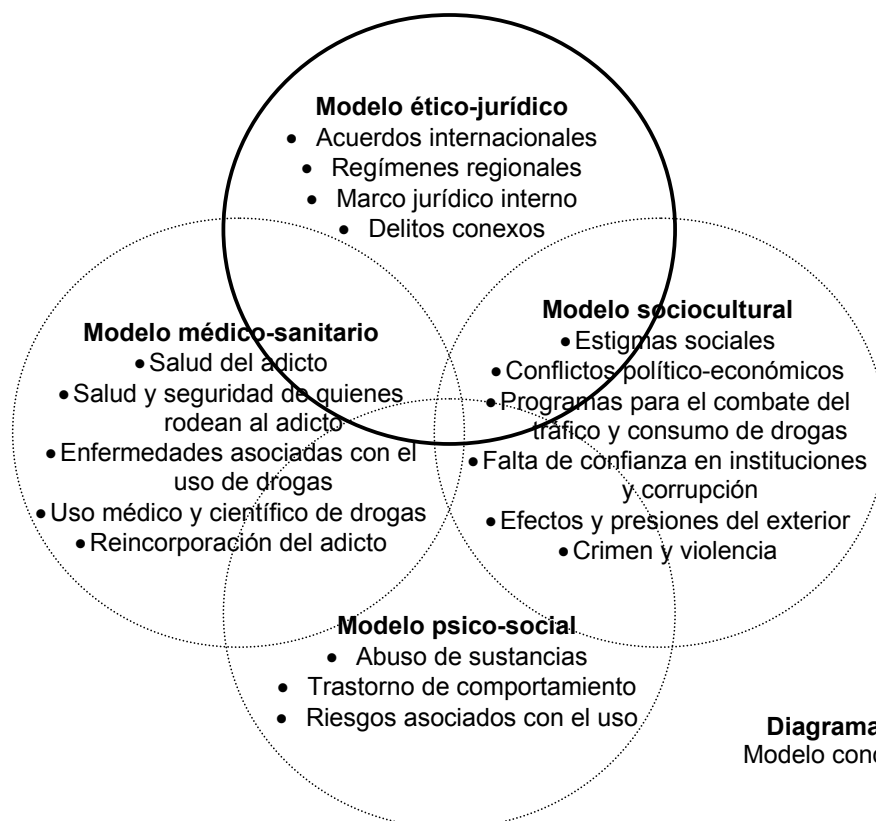 Modelo ético-jurídico
• Acuerdos internacionales
• Regímenes regionales
• Marco jurídico interno
• Delitos conexos
Modelo médico-sanitario
• Salud del adicto
• Salud y seguridad de quienes
rodean al adicto
• Enfermedades asociadas con el
uso de drogas
• Uso médico y científico de drogas
• Reincorporación del adicto
Modelo sociocultural
• Estigmas sociales
• Conflictos político-económicos
• Programas para el combate del
tráfico y consumo de drogas
• Falta de confianza en instituciones
y corrupción
• Efectos y presiones del exterior
• Crimen y violencia
Modelo psico-social
• Abuso de sustancias
• Trastorno de comportamiento
• Riesgos asociados con el uso
Diagrama
Modelo conc